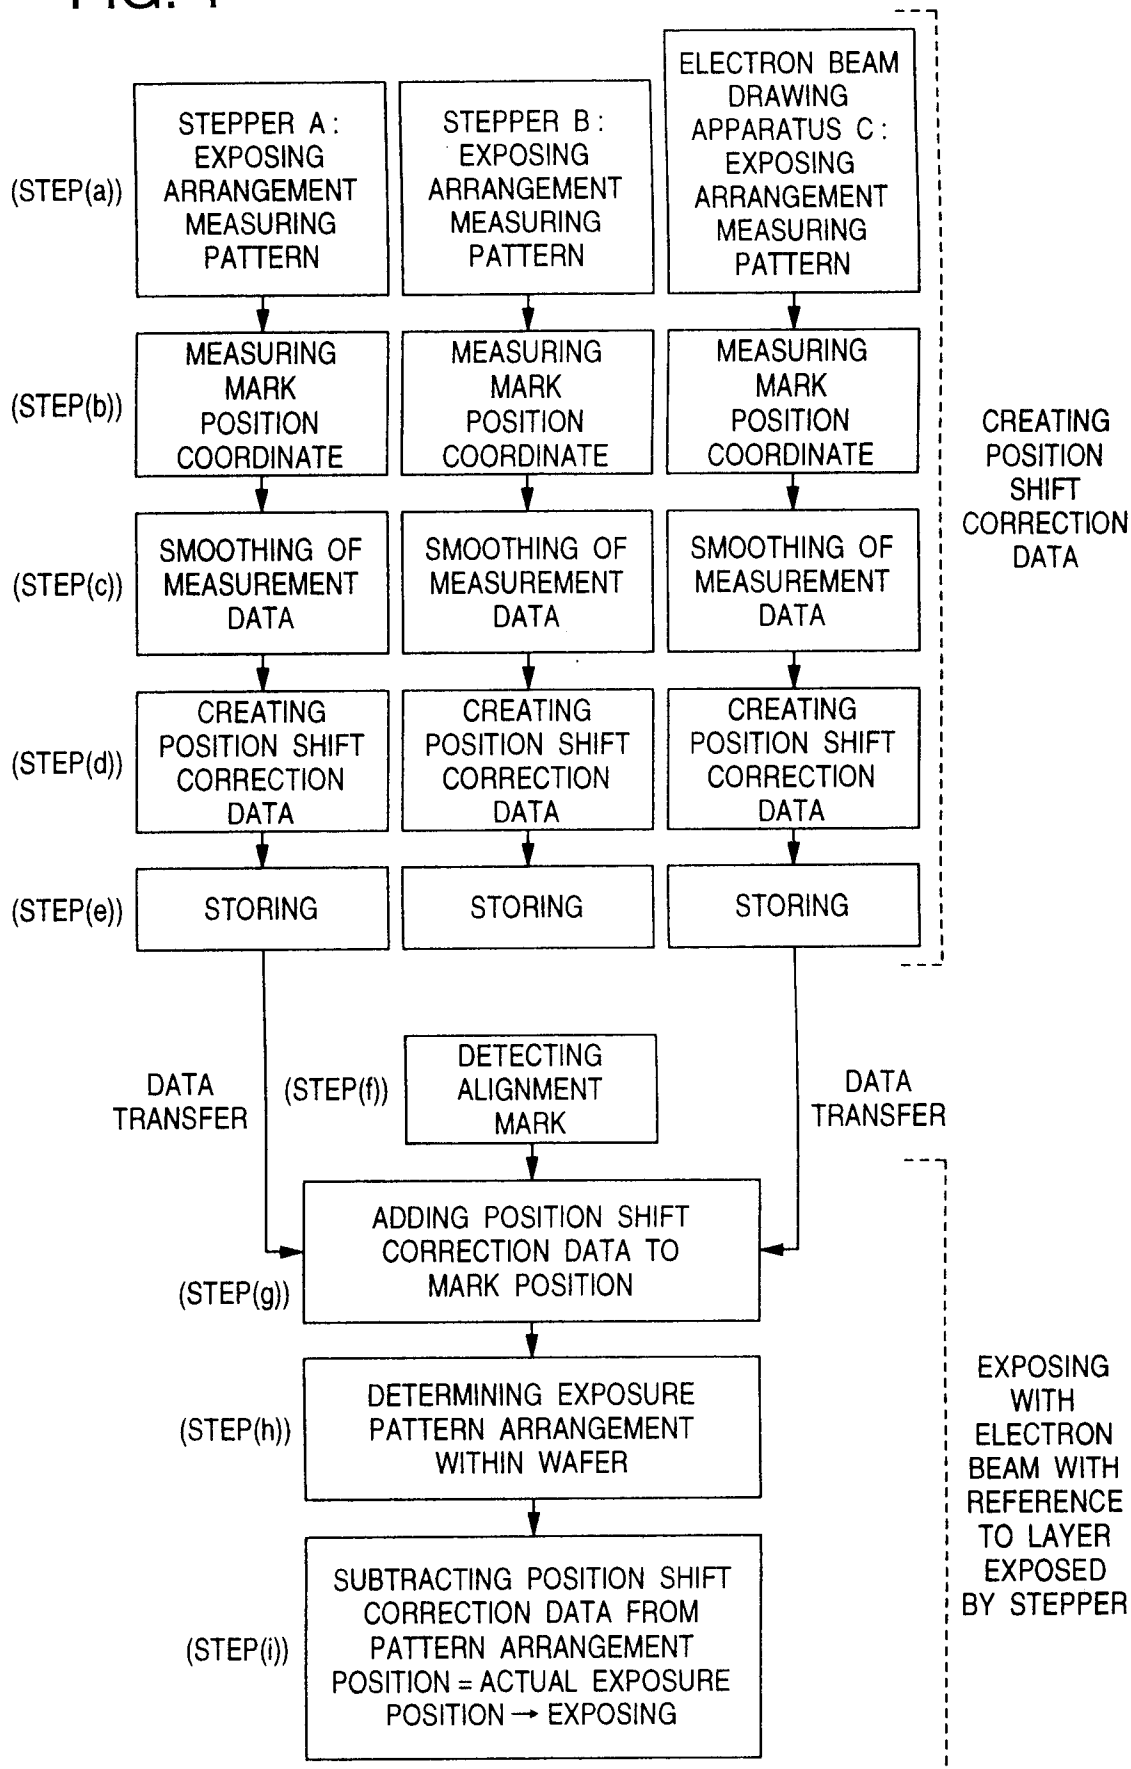 (STEP(a))
STEPPER A :
EXPOSING
ARRANGEMENT
MEASURING
PATTERN
STEPPER B :
EXPOSING
ARRANGEMENT
MEASURING
PATTERN
ELECTRON BEAM
DRAWING
APPARATUS C :
EXPOSING
ARRANGEMENT
MEASURING
PATTERN
(STEP(b))
MEASURING
MARK
POSITION
COORDINATE
MEASURING
MARK
POSITION
COORDINATE
MEASURING
MARK
POSITION
COORDINATE
CREATING
POSITION
SHIFT
CORRECTION
DATA
(STEP(c))
SMOOTHING OF
MEASUREMENT
DATA
SMOOTHING OF
MEASUREMENT
DATA
SMOOTHING OF
MEASUREMENT
DATA
(STEP(d))
CREATING
POSITION SHIFT
CORRECTION
DATA
CREATING
POSITION SHIFT
CORRECTION
DATA
CREATING
POSITION SHIFT
CORRECTION
DATA
(STEP(e))
STORING
STORING
STORING
DATA
TRANSFER
(STEP(f))
DETECTING
ALIGNMENT
MARK
DATA
TRANSFER
(STEP(g))
ADDING POSITION SHIFT
CORRECTION DATA TO
MARK POSITION
(STEP(h))
DETERMINING EXPOSURE
PATTERN ARRANGEMENT
WITHIN WAFER
EXPOSING
WITH
ELECTRON
BEAM WITH
REFERENCE
TO LAYER
EXPOSED
BY STEPPER
(STEP(i))
SUBTRACTING POSITION SHIFT
CORRECTION DATA FROM
PATTERN ARRANGEMENT
POSITION = ACTUAL EXPOSURE
POSITION → EXPOSING